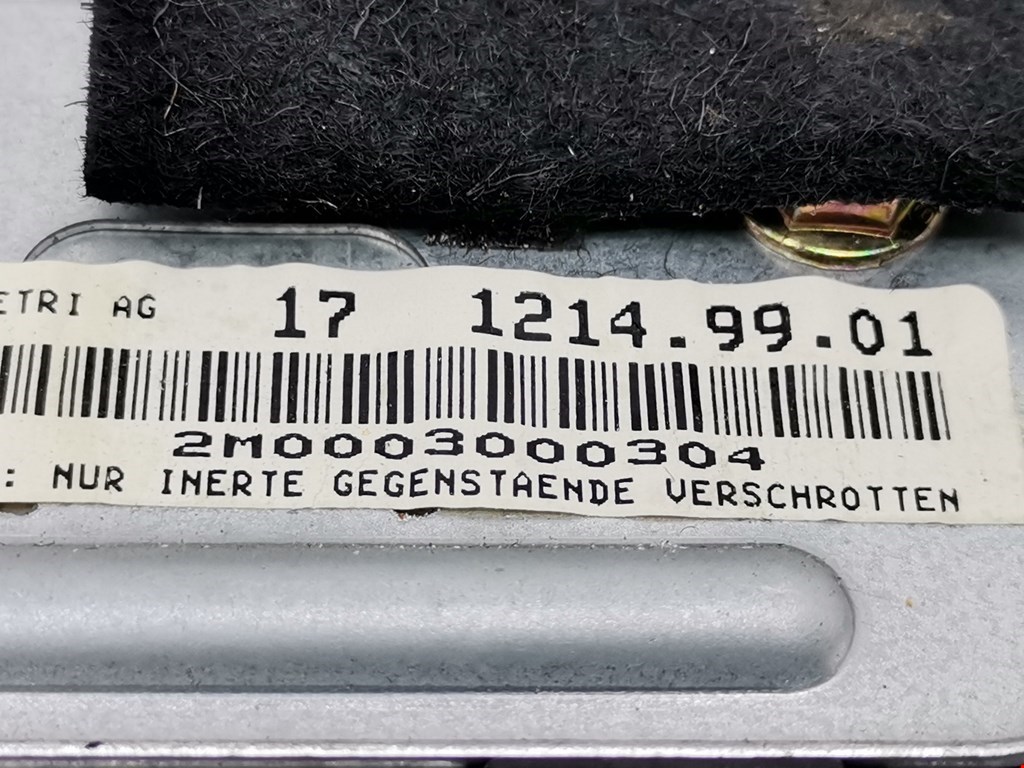 ETRI AG 17 1214.99.01
2M0003000304
: NUR INERTE GEGENSTAENDE VERSCHROTTEN